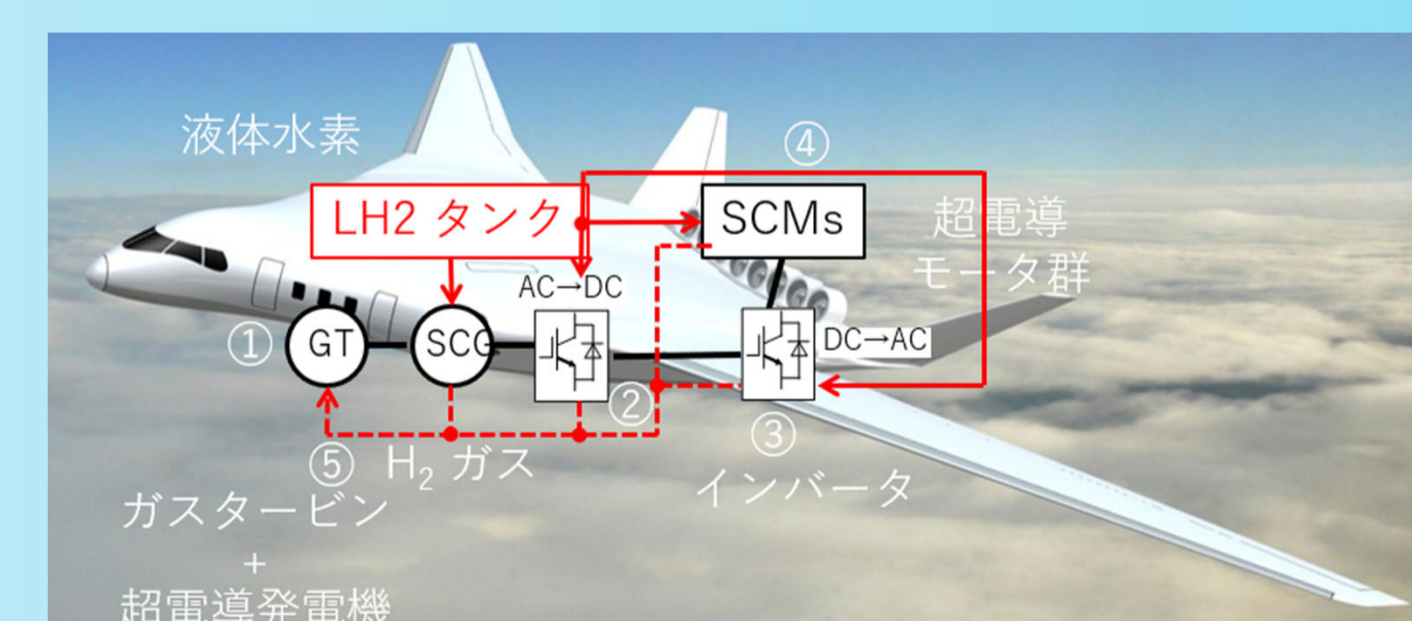 液体水素
④
LH2 タンク
SCMs
超電導
モータ群
AC→DC
①
GT
SCG
DC→AC
②
③
⑤
H₂ ガス
インバータ
ガスタービン
+
超電導発電機